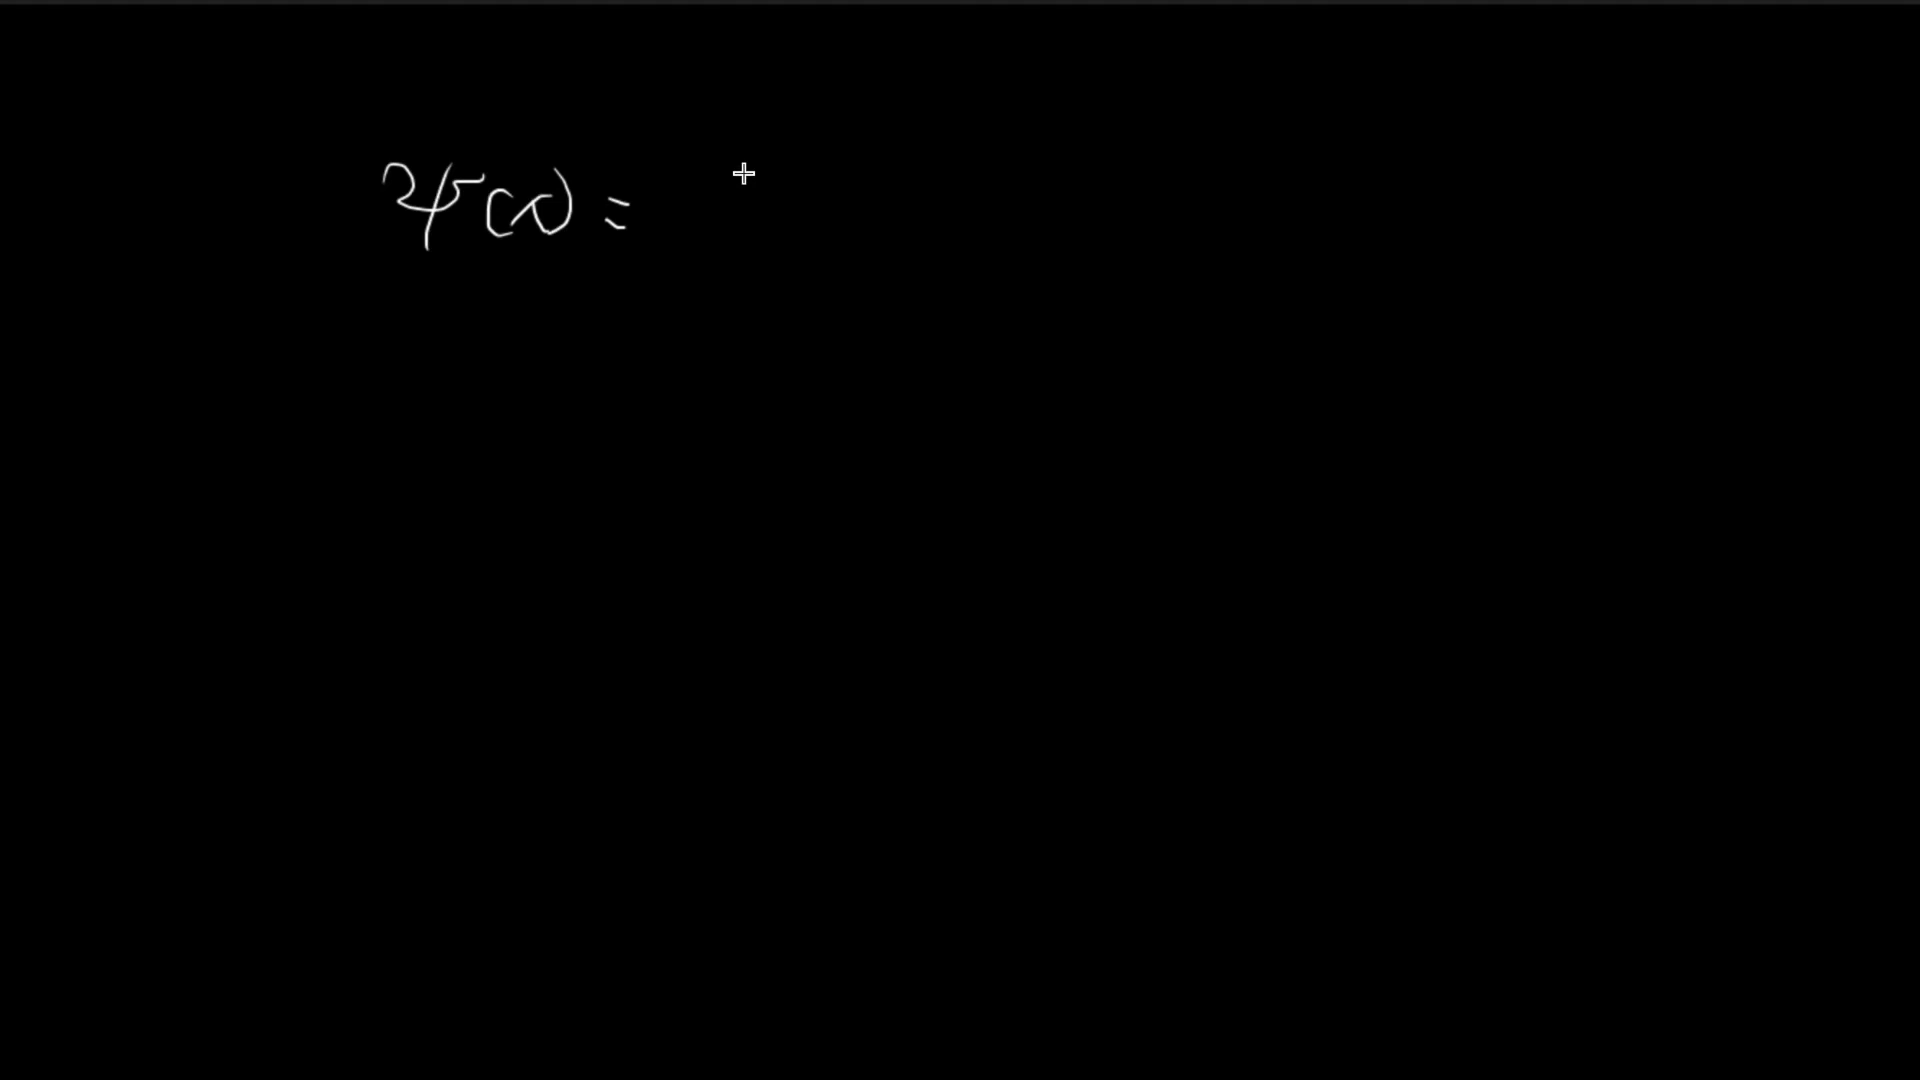 ψ(x) =